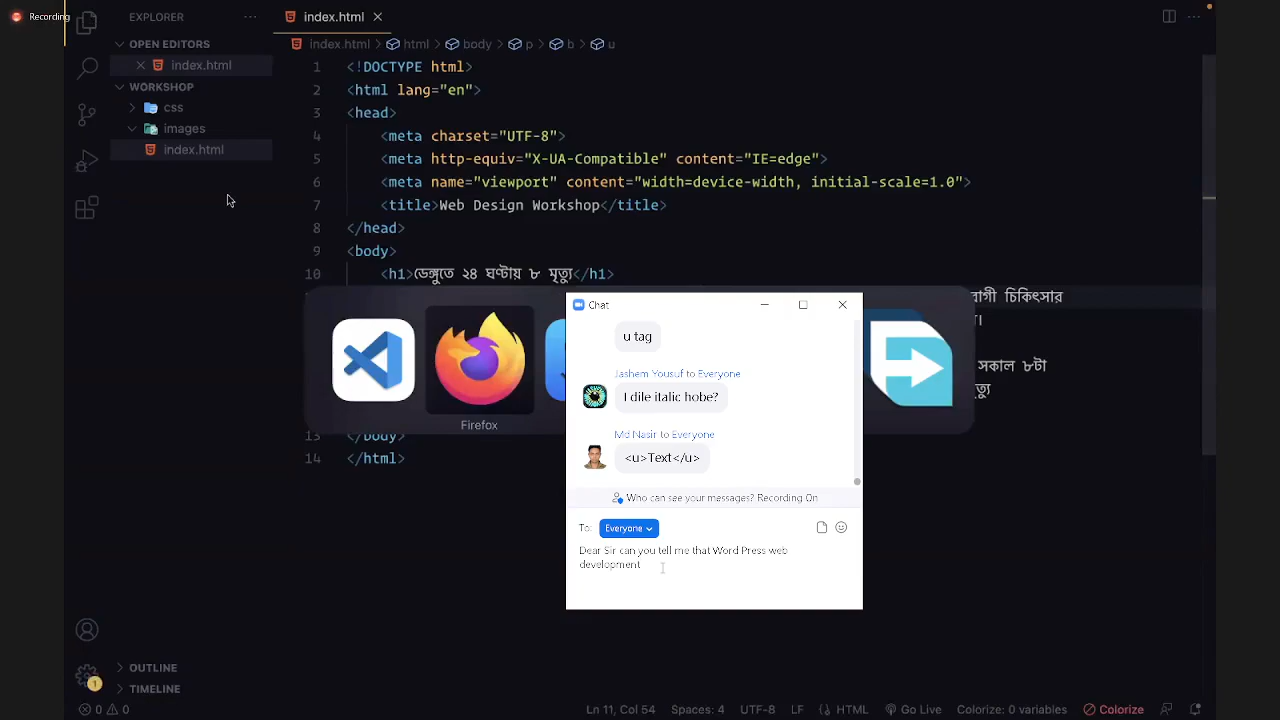 Recording
EXPLORER
index.html
OPEN EDITORS
index.html
WORKSHOP
css
images
index.html
index.html > html > body > p > b > u
1 <!DOCTYPE html>
2 <html lang="en">
3 <head>
4 <meta charset="UTF-8">
5 <meta http-equiv="X-UA-Compatible" content="IE=edge">
6 <meta name="viewport" content="width=device-width, initial-scale=1.0">
7 <title>Web Design Workshop</title>
8 </head>
9 <body>
10 <h1>ডেঙ্গুতে ২৪ ঘণ্টায় ৮ মৃত্যু</h1>
চিকিৎসার
সকাল ৮টা
13 </body>
14 </html>
Firefox
Chat
u tag
Jashem Yousuf to Everyone
I dile italic hobe?
Md Nasir to Everyone
<u>Text</u>
Who can see your messages? Recording On
To: Everyone
Dear Sir can you tell me that Word Press web
development
OUTLINE
TIMELINE
1
0 0
Ln 11, Col 54
Spaces: 4
UTF-8
LF
HTML
Go Live
Colorize: 0 variables
Colorize